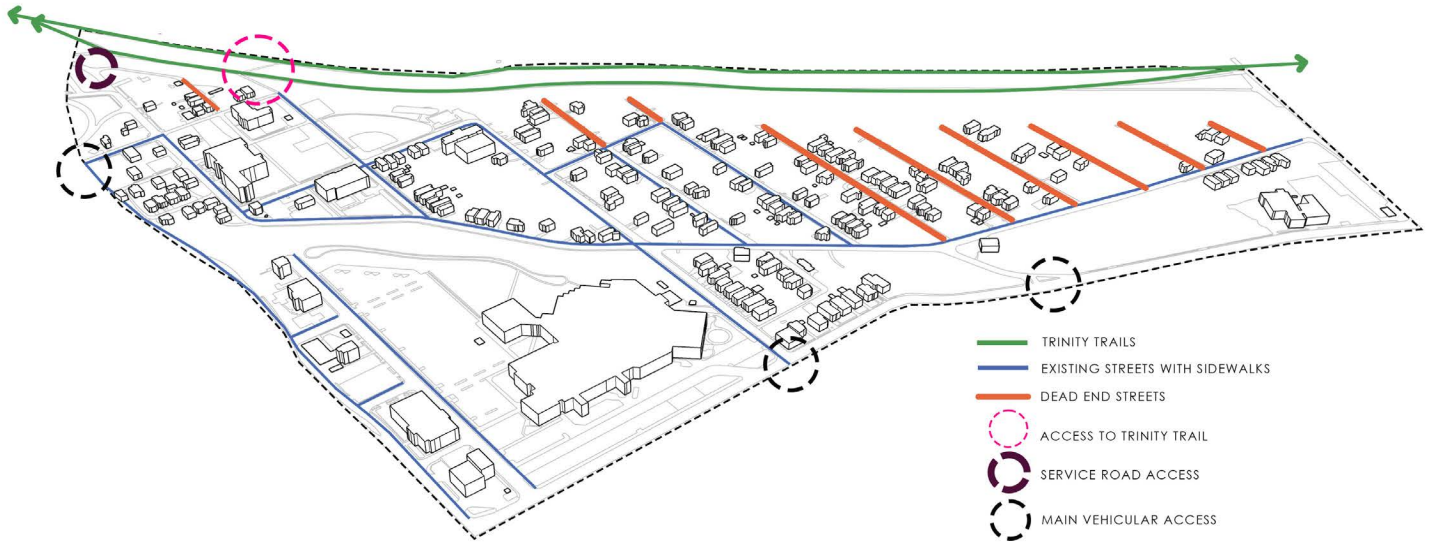 TRINITY TRAILS
EXISTING STREETS WITH SIDEWALKS
DEAD END STREETS
ACCESS TO TRINITY TRAIL
SERVICE ROAD ACCESS
MAIN VEHICULAR ACCESS